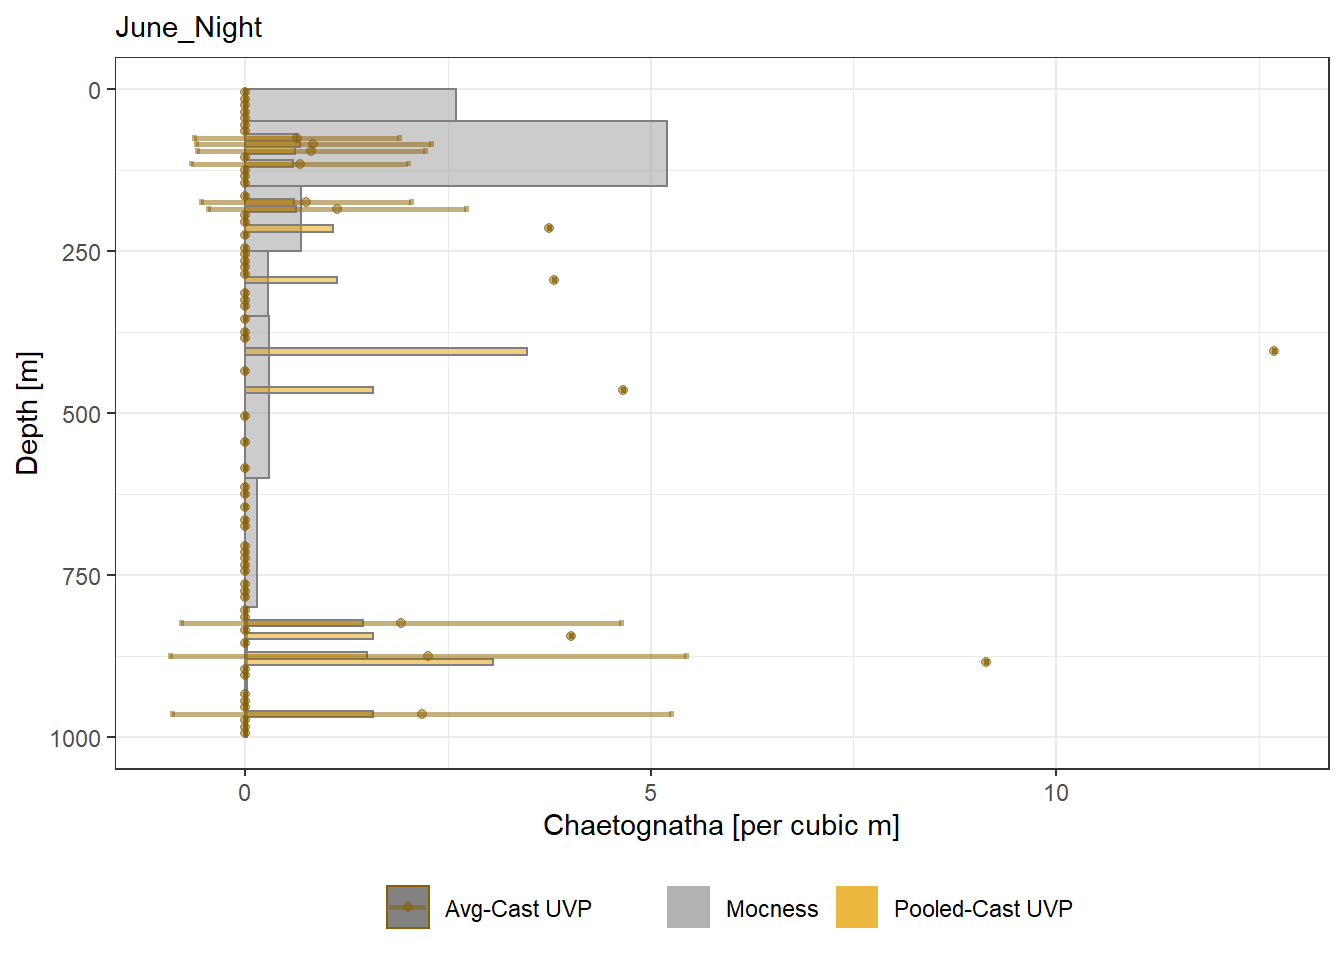 June_Night
0
250
500
750
1000
Depth [m]
0 5 10
Chaetognatha [per cubic m]
Avg-Cast UVP Mocness Pooled-Cast UVP